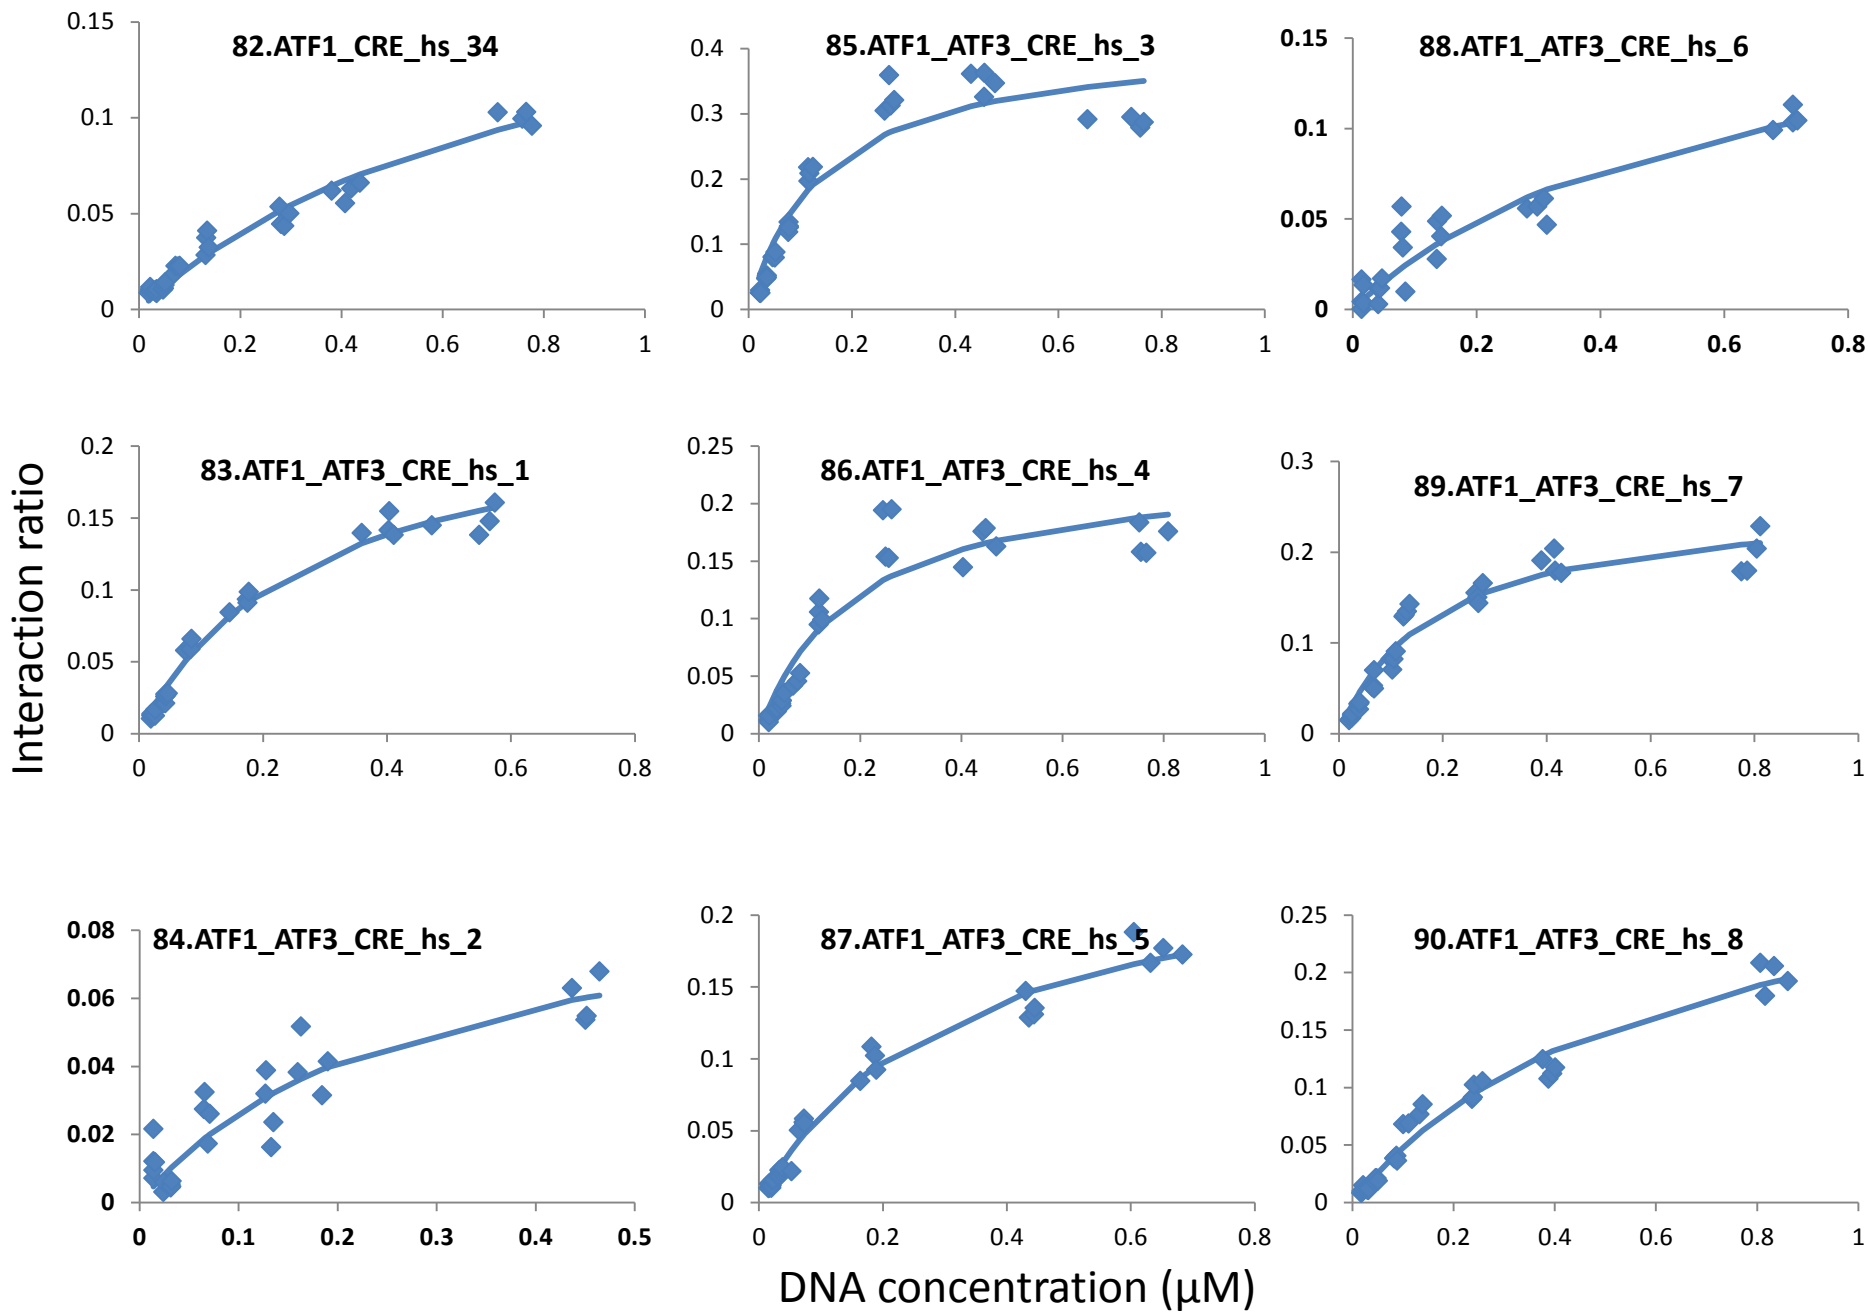 82.ATF1_CRE_hs_34
0.15
0.1
0.05
0
0 0.2 0.4 0.6 0.8 1
85.ATF1_ATF3_CRE_hs_3
0.4
0.3
0.2
0.1
0
0 0.2 0.4 0.6 0.8 1
88.ATF1_ATF3_CRE_hs_6
0.15
0.1
0.05
0
0 0.2 0.4 0.6 0.8
Interaction ratio
83.ATF1_ATF3_CRE_hs_1
0.2
0.15
0.1
0.05
0
0 0.2 0.4 0.6 0.8
86.ATF1_ATF3_CRE_hs_4
0.25
0.2
0.15
0.1
0.05
0
0 0.2 0.4 0.6 0.8 1
89.ATF1_ATF3_CRE_hs_7
0.3
0.2
0.1
0
0 0.2 0.4 0.6 0.8 1
84.ATF1_ATF3_CRE_hs_2
0.08
0.06
0.04
0.02
0
0 0.1 0.2 0.3 0.4 0.5
87.ATF1_ATF3_CRE_hs_5
0.2
0.15
0.1
0.05
0
0 0.2 0.4 0.6 0.8
90.ATF1_ATF3_CRE_hs_8
0.25
0.2
0.15
0.1
0.05
0
0 0.2 0.4 0.6 0.8 1
DNA concentration (µM)